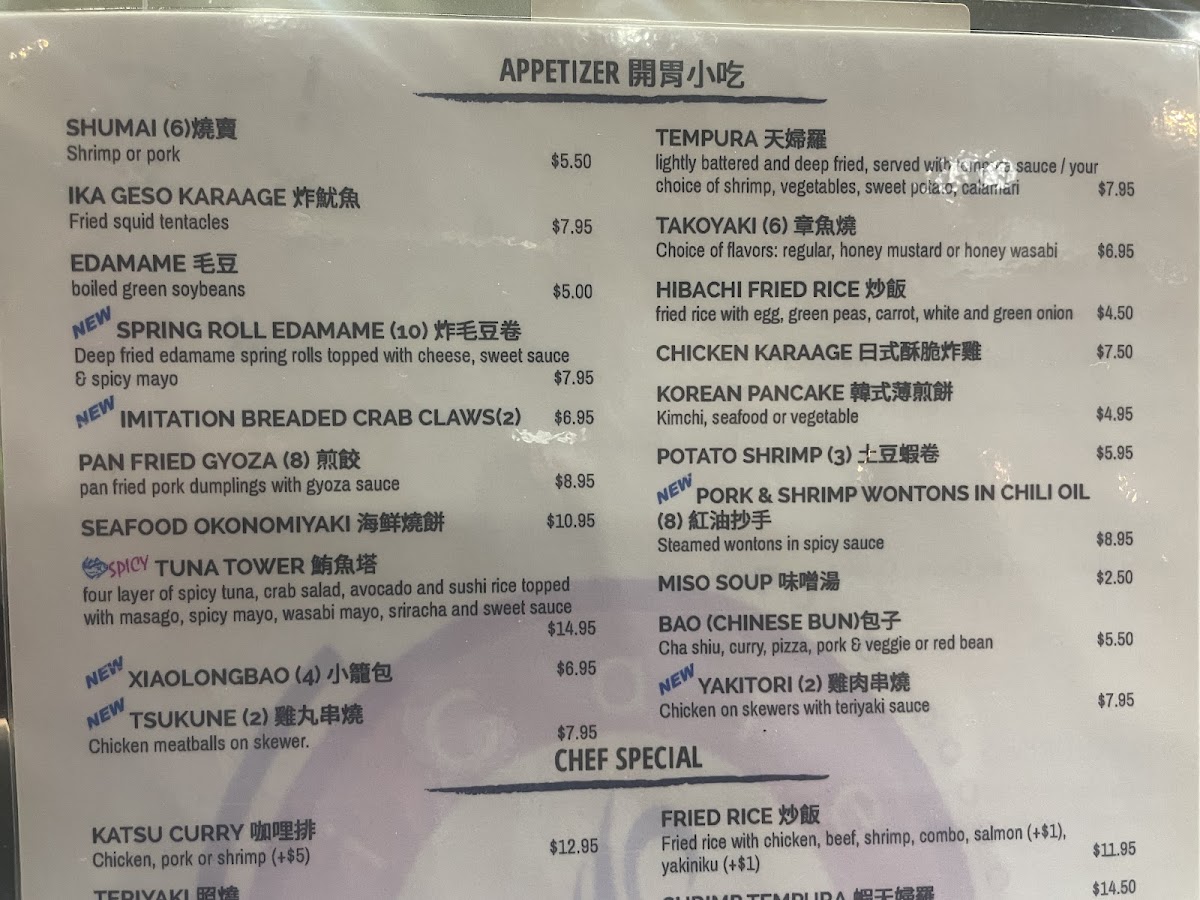 APPETIZER 開胃小吃
SHUMAI (6)燒賣
Shrimp or pork
$5.50
IKA GESO KARAAGE 炸魷魚
Fried squid tentacles
$7.95
EDAMAME 毛豆
boiled green soybeans
$5.00
NEW SPRING ROLL EDAMAME (10) 炸毛豆卷
Deep fried edamame spring rolls topped with cheese, sweet sauce
& spicy mayo $7.95
NEW IMITATION BREADED CRAB CLAWS(2) $6.95
PAN FRIED GYOZA (8) 煎餃
pan fried pork dumplings with gyoza sauce $8.95
SEAFOOD OKONOMIYAKI 海鮮燒餅 $10.95
SPICY TUNA TOWER 鮪魚塔
four layer of spicy tuna, crab salad, avocado and sushi rice topped
with masago, spicy mayo, wasabi mayo, sriracha and sweet sauce
$14.95
NEW XIAOLONGBAO (4) 小籠包 $6.95
NEW TSUKUNE (2) 雞丸串燒
Chicken meatballs on skewer. $7.95
TEMPURA 天婦羅
lightly battered and deep fried, served with sauce / your
choice of shrimp, vegetables, sweet potato, calamari $7.95
TAKOYAKI (6) 章魚燒
Choice of flavors: regular, honey mustard or honey wasabi $6.95
HIBACHI FRIED RICE 炒飯
fried rice with egg, green peas, carrot, white and green onion $4.50
CHICKEN KARAAGE 日式酥脆炸雞 $7.50
KOREAN PANCAKE 韓式薄煎餅
Kimchi, seafood or vegetable $4.95
POTATO SHRIMP (3) 土豆蝦卷 $5.95
NEW PORK & SHRIMP WONTONS IN CHILI OIL
(8) 紅油抄手
Steamed wontons in spicy sauce $8.95
MISO SOUP 味噌湯 $2.50
BAO (CHINESE BUN)包子
Cha shiu, curry, pizza, pork & veggie or red bean $5.50
NEW YAKITORI (2) 雞肉串燒
Chicken on skewers with teriyaki sauce $7.95
CHEF SPECIAL
KATSU CURRY 咖哩排
Chicken, pork or shrimp (+$5) $12.95
TERIYAKI 照燒
FRIED RICE 炒飯
Fried rice with chicken, beef, shrimp, combo, salmon (+$1),
yakiniku (+$1) $11.95
SHRIMP TEMPURA 蝦天婦羅 $14.50